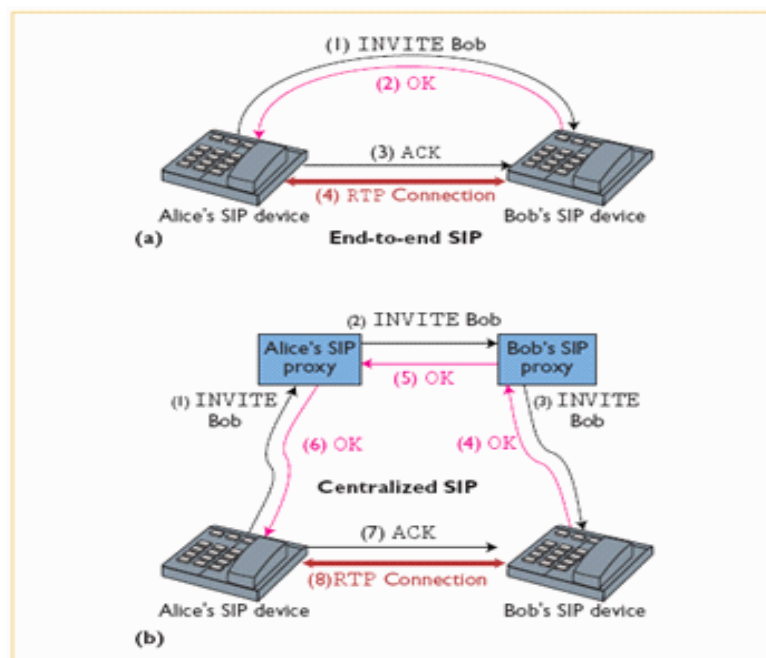 (1) INVITE Bob
(2) OK
(3) ACK
(4) RTP Connection
Alice's SIP device
Bob's SIP device
(a)
End-to-end SIP
(2) INVITE Bob
Alice's SIP
proxy
Bob's SIP
proxy
(5) OK
(1) INVITE
Bob
(3) INVITE
Bob
(6) OK
(4) OK
Centralized SIP
(7) ACK
(8)RTP Connection
Alice's SIP device
Bob's SIP device
(b)